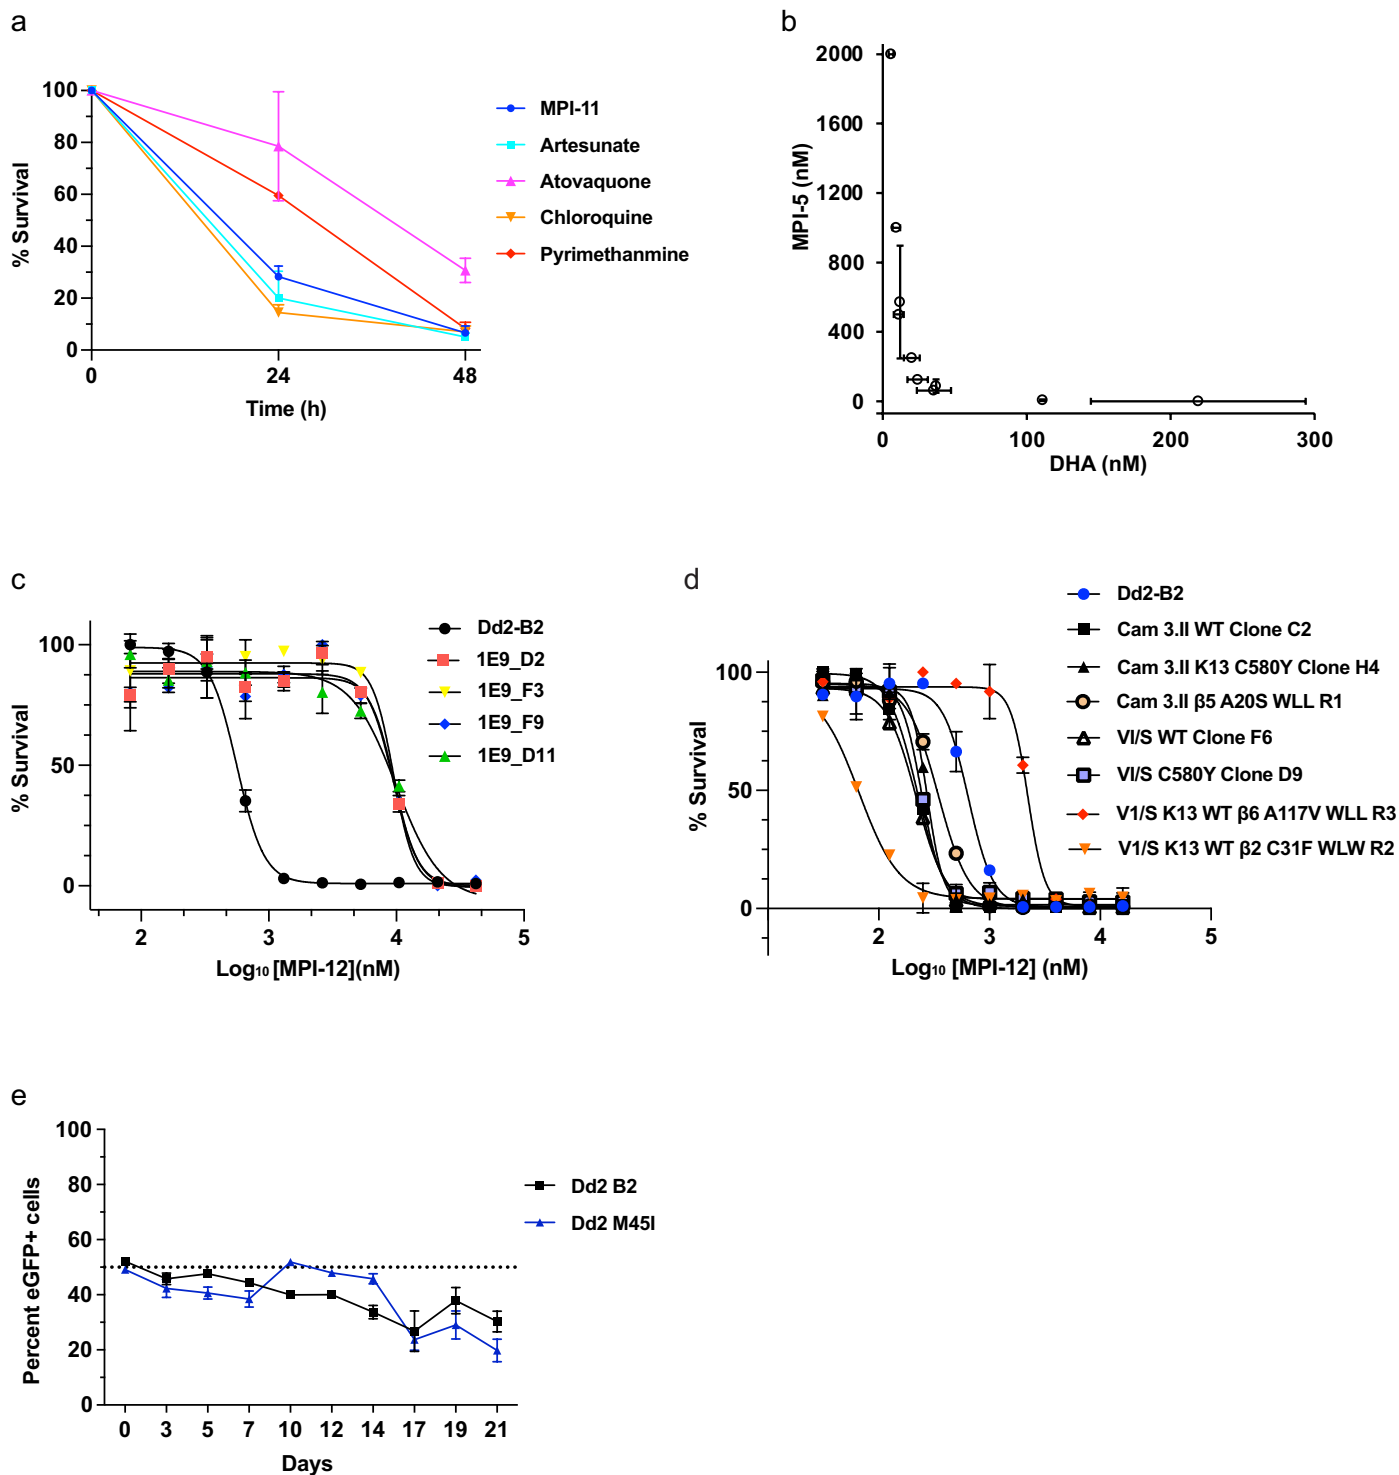 a
% Survival
100
80
60
40
20
0
0
24
48
Time (h)
MPI-11
Artesunate
Atovaquone
Chloroquine
Pyrimethanmine
b
MPI-5 (nM)
2000
1600
1200
800
400
0
0
100
200
300
DHA (nM)
c
% Survival
100
50
0
2
3
4
5
Log₁₀ [MPI-12](nM)
Dd2-B2
1E9_D2
1E9_F3
1E9_F9
1E9_D11
d
% Survival
100
50
0
2
3
4
5
Log₁₀ [MPI-12] (nM)
Dd2-B2
Cam 3.II WT Clone C2
Cam 3.II K13 C580Y Clone H4
Cam 3.II β5 A20S WLL R1
VI/S WT Clone F6
VI/S C580Y Clone D9
V1/S K13 WT β6 A117V WLL R3
V1/S K13 WT β2 C31F WLW R2
e
Percent eGFP+ cells
100
80
60
40
20
0
0 3 5 7 10 12 14 17 19 21
Days
Dd2 B2
Dd2 M45I